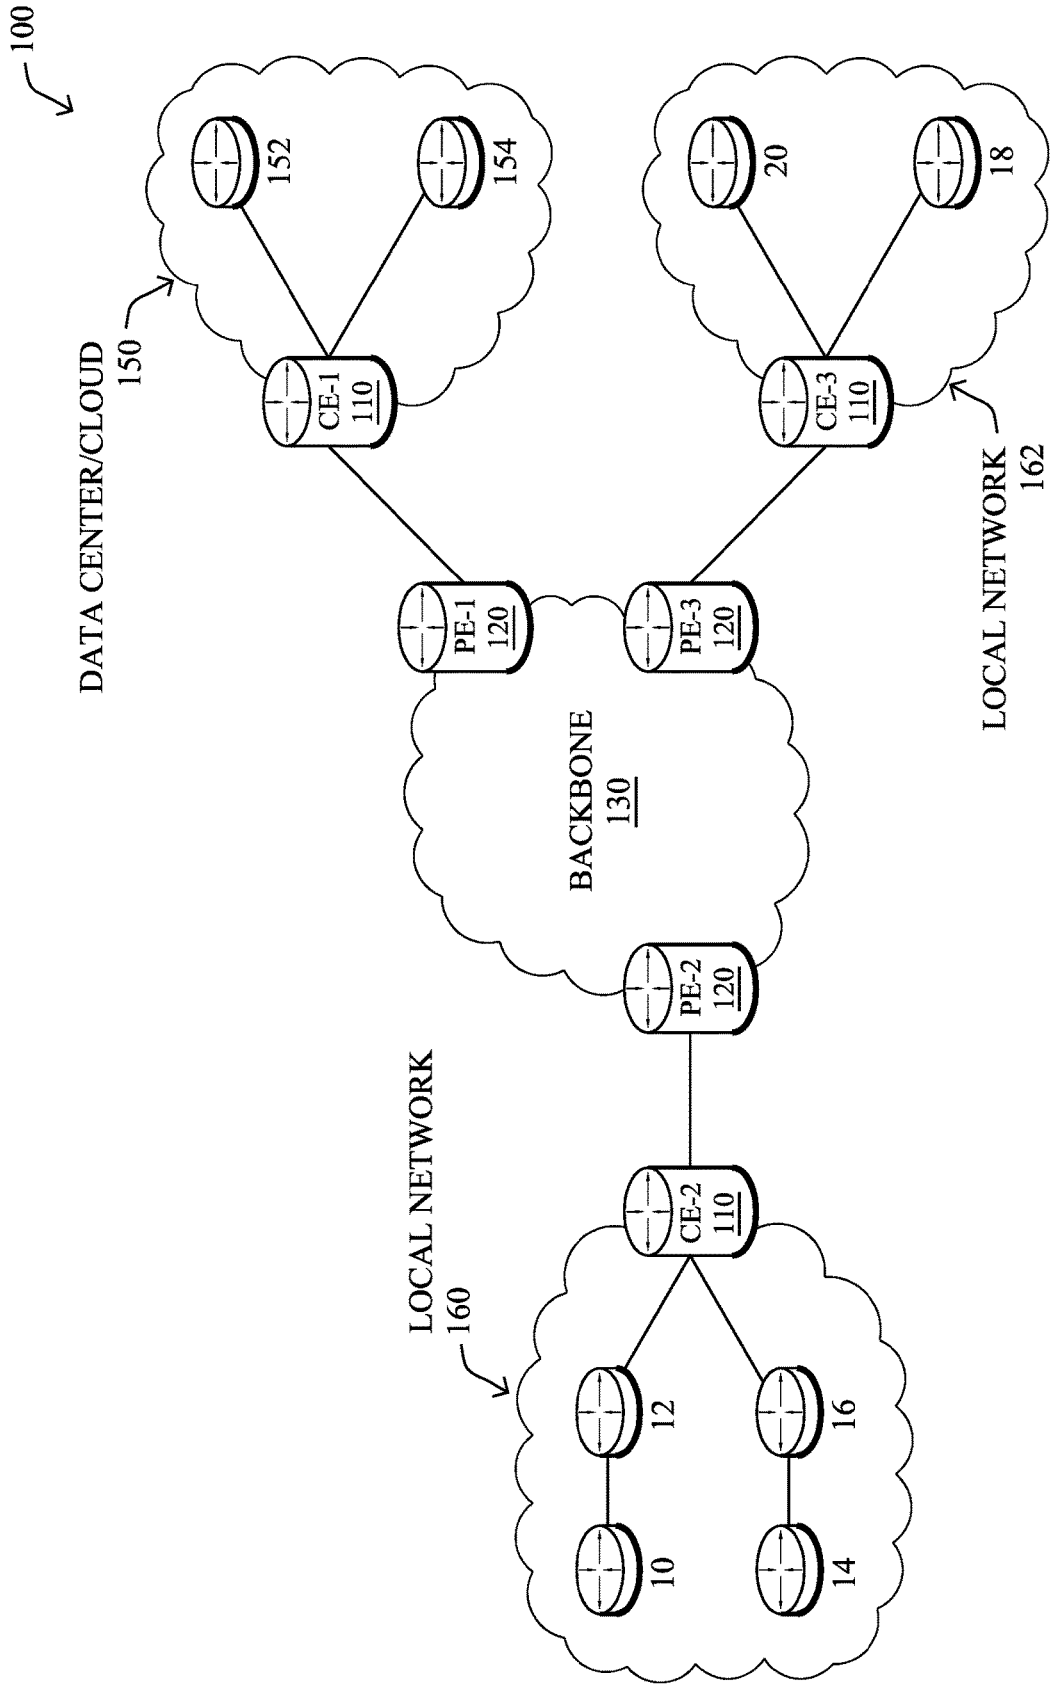 100
DATA CENTER/CLOUD
150
152
154
CE-1
110
LOCAL NETWORK
160
PE-1
120
BACKBONE
130
10
12
14
16
CE-2
110
PE-2
120
PE-3
120
CE-3
110
20
18
LOCAL NETWORK
162